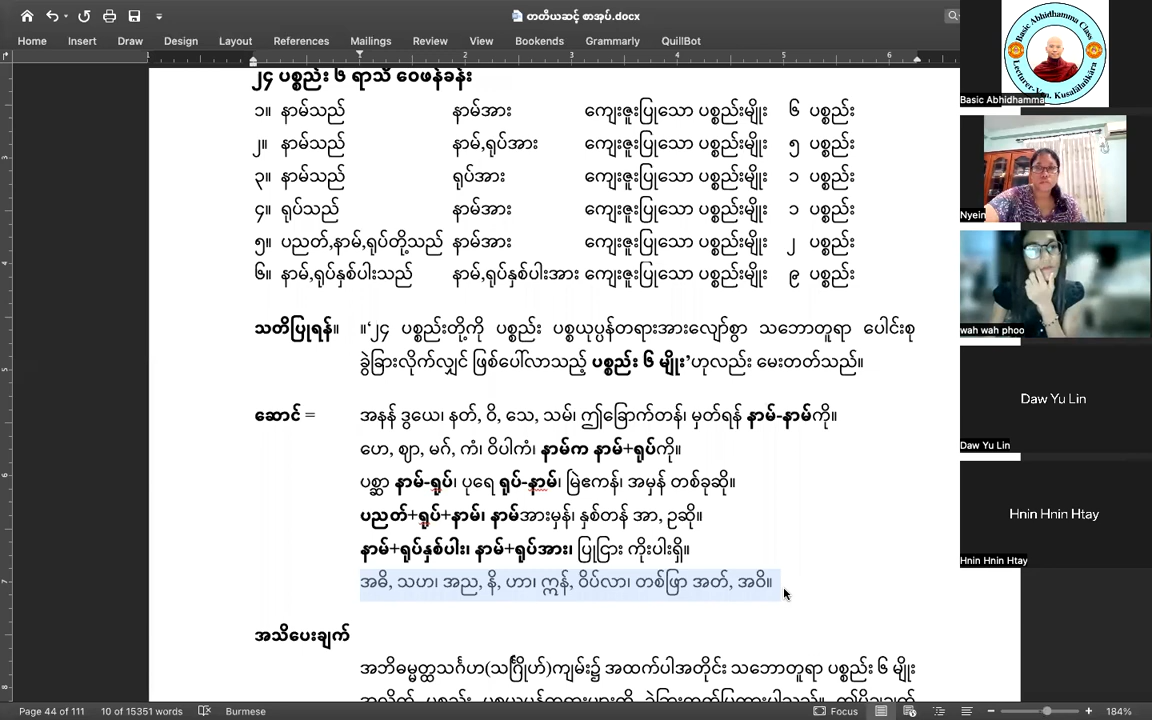 တတိယဆင့် စာအုပ်.docx
Home Insert Draw Design Layout References Mailings Review View Bookends Grammarly QuillBot
၂၄ ပစ္စည်း ၆ ရာသီ ဝေဖန်ခန်း
၁။ နာမ်သည် နာမ်အား ကျေးဇူးပြုသော ပစ္စည်းမျိုး ၆ ပစ္စည်း
၂။ နာမ်သည် နာမ်,ရုပ်အား ကျေးဇူးပြုသော ပစ္စည်းမျိုး ၅ ပစ္စည်း
၃။ နာမ်သည် ရုပ်အား ကျေးဇူးပြုသော ပစ္စည်းမျိုး ၁ ပစ္စည်း
၄။ ရုပ်သည် နာမ်အား ကျေးဇူးပြုသော ပစ္စည်းမျိုး ၁ ပစ္စည်း
၅။ ပညတ်,နာမ်,ရုပ်တို့သည် နာမ်အား ကျေးဇူးပြုသော ပစ္စည်းမျိုး ၂ ပစ္စည်း
၆။ နာမ်,ရုပ်နှစ်ပါးသည် နာမ်,ရုပ်နှစ်ပါးအား ကျေးဇူးပြုသော ပစ္စည်းမျိုး ၉ ပစ္စည်း
သတိပြုရန်။ ။‘၂၄ ပစ္စည်းတို့ကို ပစ္စည်း ပစ္စယုပ္ပန်တရားအားလျော်စွာ သဘောတူရာ ပေါင်းစု
ခွဲခြားလိုက်လျှင် ဖြစ်ပေါ်လာသည့် ပစ္စည်း ၆ မျိုး’ဟုလည်း မေးတတ်သည်။
ဆောင် = အနန် ဒွယေ၊ နတ်, ဝိ, သေ, သမ်၊ ဤခြောက်တန်၊ မှတ်ရန် နာမ်-နာမ်ကို။
ဟေ, ဈာ, မဂ်, ကံ၊ ဝိပါကံ၊ နာမ်က နာမ်+ရုပ်ကို။
ပစ္ဆာ နာမ်-ရုပ်၊ ပုရေ ရုပ်-နာမ်၊ မြဲဧကန်၊ အမှန် တစ်ခုဆို။
ပညတ်+ရုပ်+နာမ်၊ နာမ်အားမှန်၊ နှစ်တန် အာ, ဥဆို။
နာမ်+ရုပ်နှစ်ပါး၊ နာမ်+ရုပ်အား၊ ပြုငြား ကိုးပါးရှိ။
အဓိ, သဟ၊ အည, နိ, ဟာ၊ ဣန်, ဝိပ်လာ၊ တစ်ဖြာ အတ်, အဝိ။
အသိပေးချက်
အဘိဓမ္မတ္ထသင်္ဂဟ(သင်္ဂြိုဟ်)ကျမ်း၌ အထက်ပါအတိုင်း သဘောတူရာ ပစ္စည်း ၆ မျိုး
Page 44 of 111 10 of 15351 words Burmese Focus 184%
Basic Abhidhamma Class
Lecturer-Ven. Kusalālaṅkāra
Basic Abhidhamma
Nyein
wah wah phoo
Daw Yu Lin
Daw Yu Lin
Hnin Hnin Htay
Hnin Hnin Htay